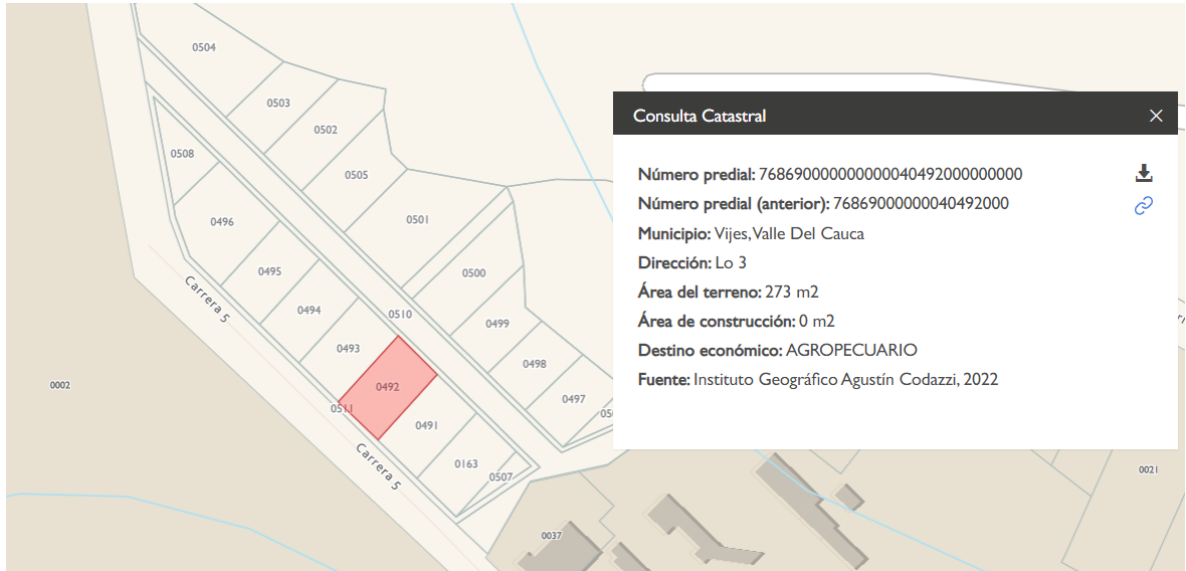 0504
0503
0502
0508
0505
0496
0501
0495
0500
0494
0510
0499
0493
0498
0492
0002
0497
0511
0491
0163
0507
0037
0021
Carrera 5
Carrera 5
Consulta Catastral
Número predial: 768690000000000040492000000000
Número predial (anterior): 76869000000040492000
Municipio: Vijes, Valle Del Cauca
Dirección: Lo 3
Área del terreno: 273 m2
Área de construcción: 0 m2
Destino económico: AGROPECUARIO
Fuente: Instituto Geográfico Agustín Codazzi, 2022